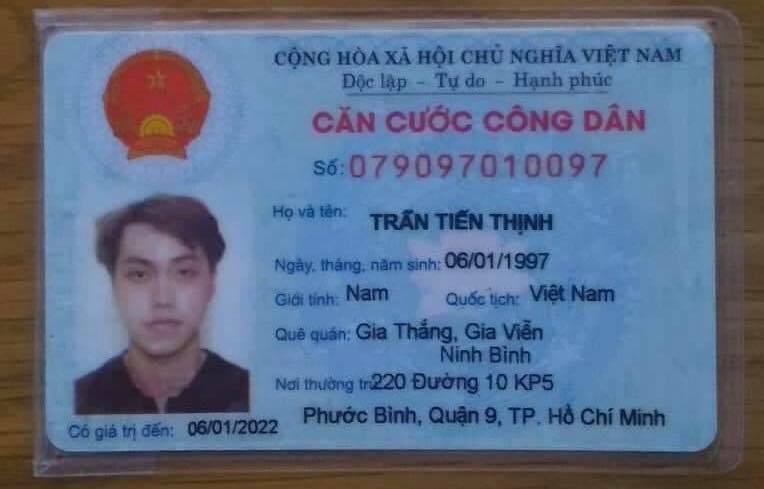 CỘNG HÒA XÃ HỘI CHỦ NGHĨA VIỆT NAM
Độc lập - Tự do - Hạnh phúc
CĂN CƯỚC CÔNG DÂN
Số: 079097010097
Họ và tên: TRẦN TIẾN THỊNH
Ngày, tháng, năm sinh: 06/01/1997
Giới tính: Nam Quốc tịch: Việt Nam
Quê quán: Gia Thắng, Gia Viễn
Ninh Bình
Nơi thường trú: 220 Đường 10 KP5
Phước Bình, Quận 9, TP. Hồ Chí Minh
Có giá trị đến: 06/01/2022